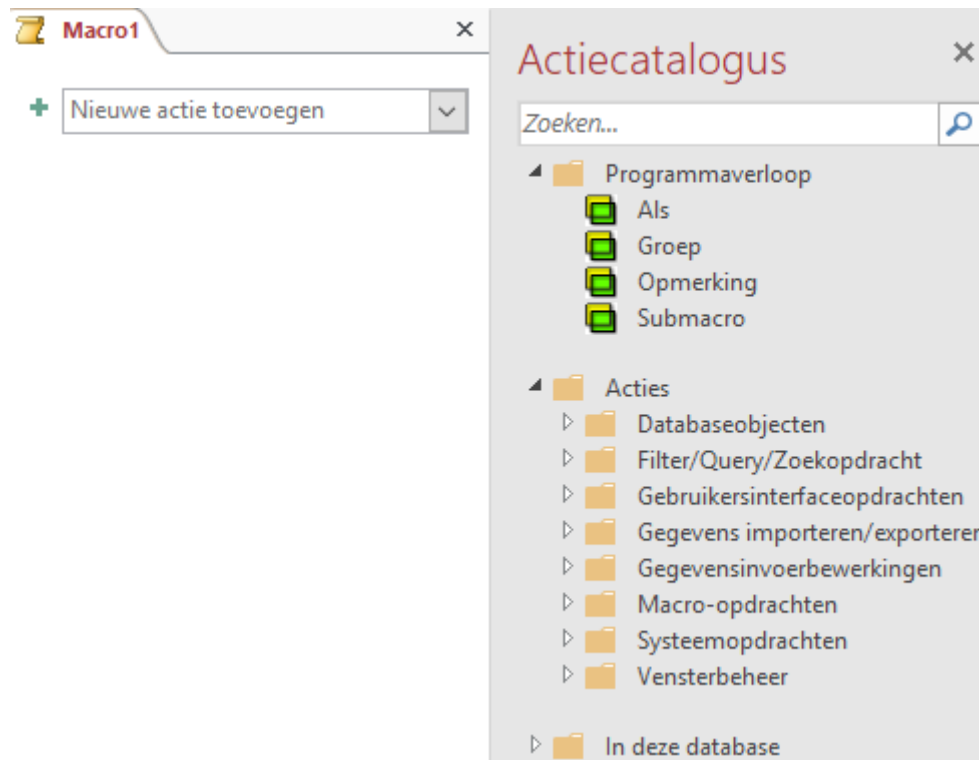 Macro1
Nieuwe actie toevoegen
Actiecatalogus
Zoeken...
Programmaverloop
Als
Groep
Opmerking
Submacro
Acties
Databaseobjecten
Filter/Query/Zoekopdracht
Gebruikersinterfaceopdrachten
Gegevens importeren/exporteren
Gegevensinvoerbewerkingen
Macro-opdrachten
Systeemopdrachten
Vensterbeheer
In deze database